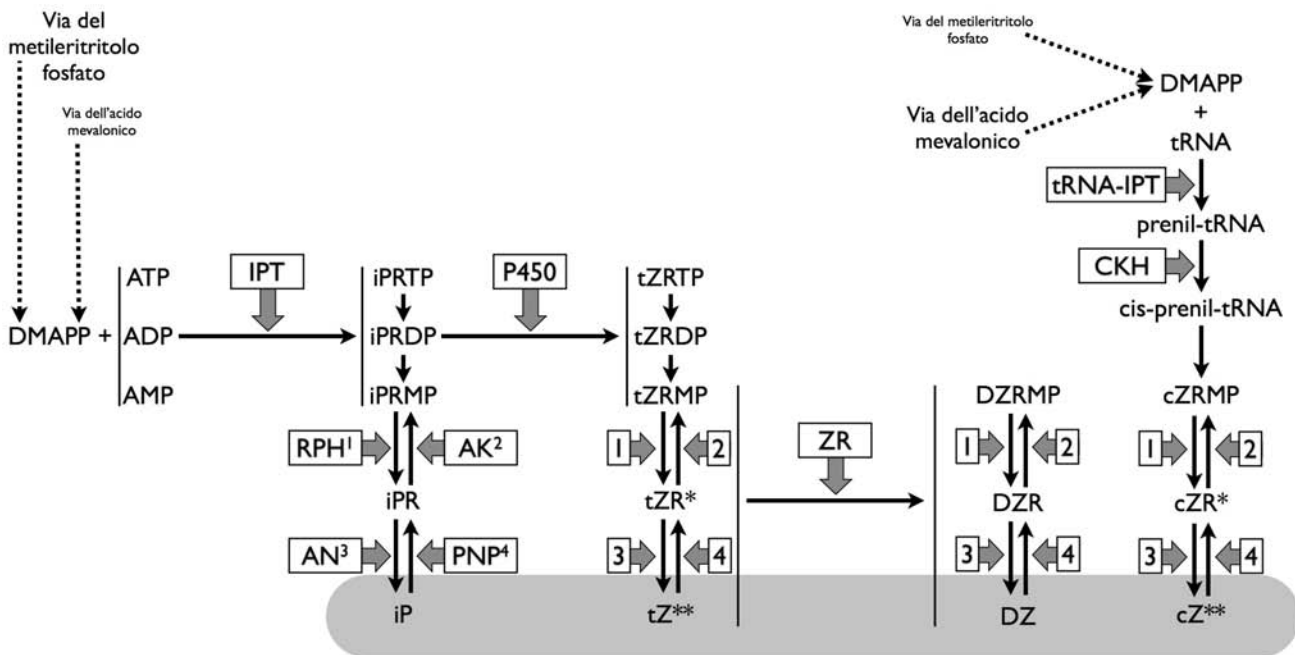 Via del
metileritritolo
fosfato
Via dell'acido
mevalonico
DMAPP +
ATP
ADP
AMP
IPT
iPRTP
iPRDP
iPRMP
RPH¹
AK²
iPR
AN³
PNP⁴
iP
P450
tZRTP
tZRDP
tZRMP
1
2
tZR*
3
4
tZ**
ZR
DZRMP
1
2
DZR
3
4
DZ
Via del metileritritolo
fosfato
Via dell'acido
mevalonico
DMAPP
+
tRNA
tRNA-IPT
prenil-tRNA
CKH
cis-prenil-tRNA
cZRMP
1
2
cZR*
3
4
cZ**